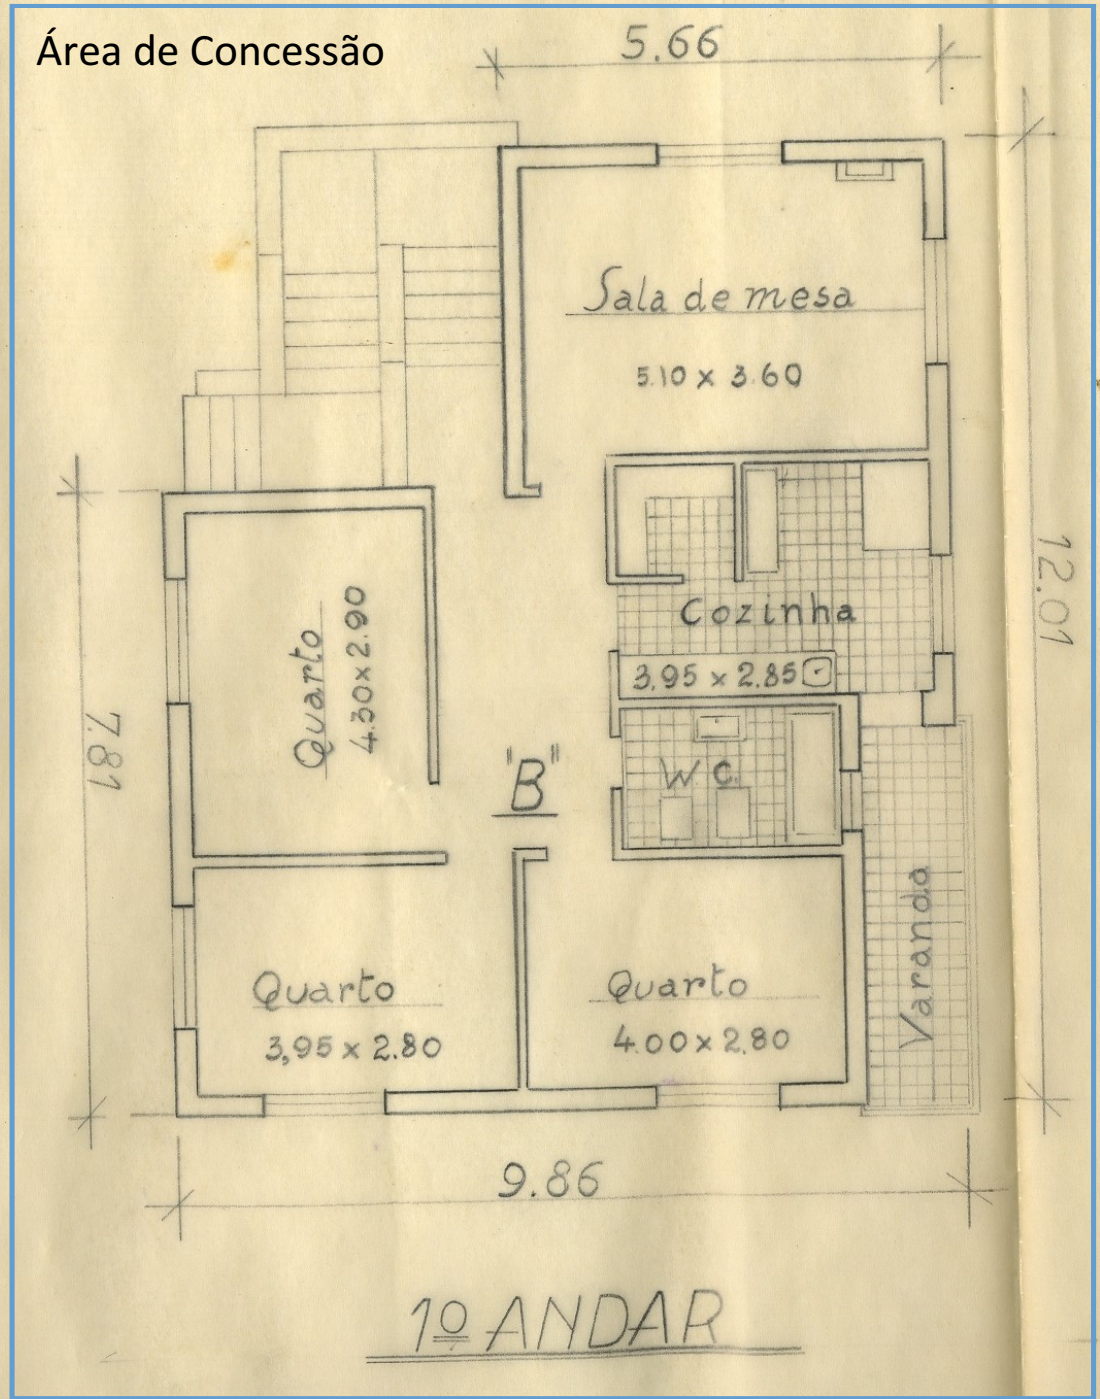 Área de Concessão
5.66
Sala de mesa
5.10 x 3.60
12.01
Cozinha
3.95 x 2.85
Quarto
4.30x2.90
7.81
"B"
W C.
Varanda
Quarto
3,95 x 2.80
Quarto
4.00 x 2.80
9.86
1º ANDAR